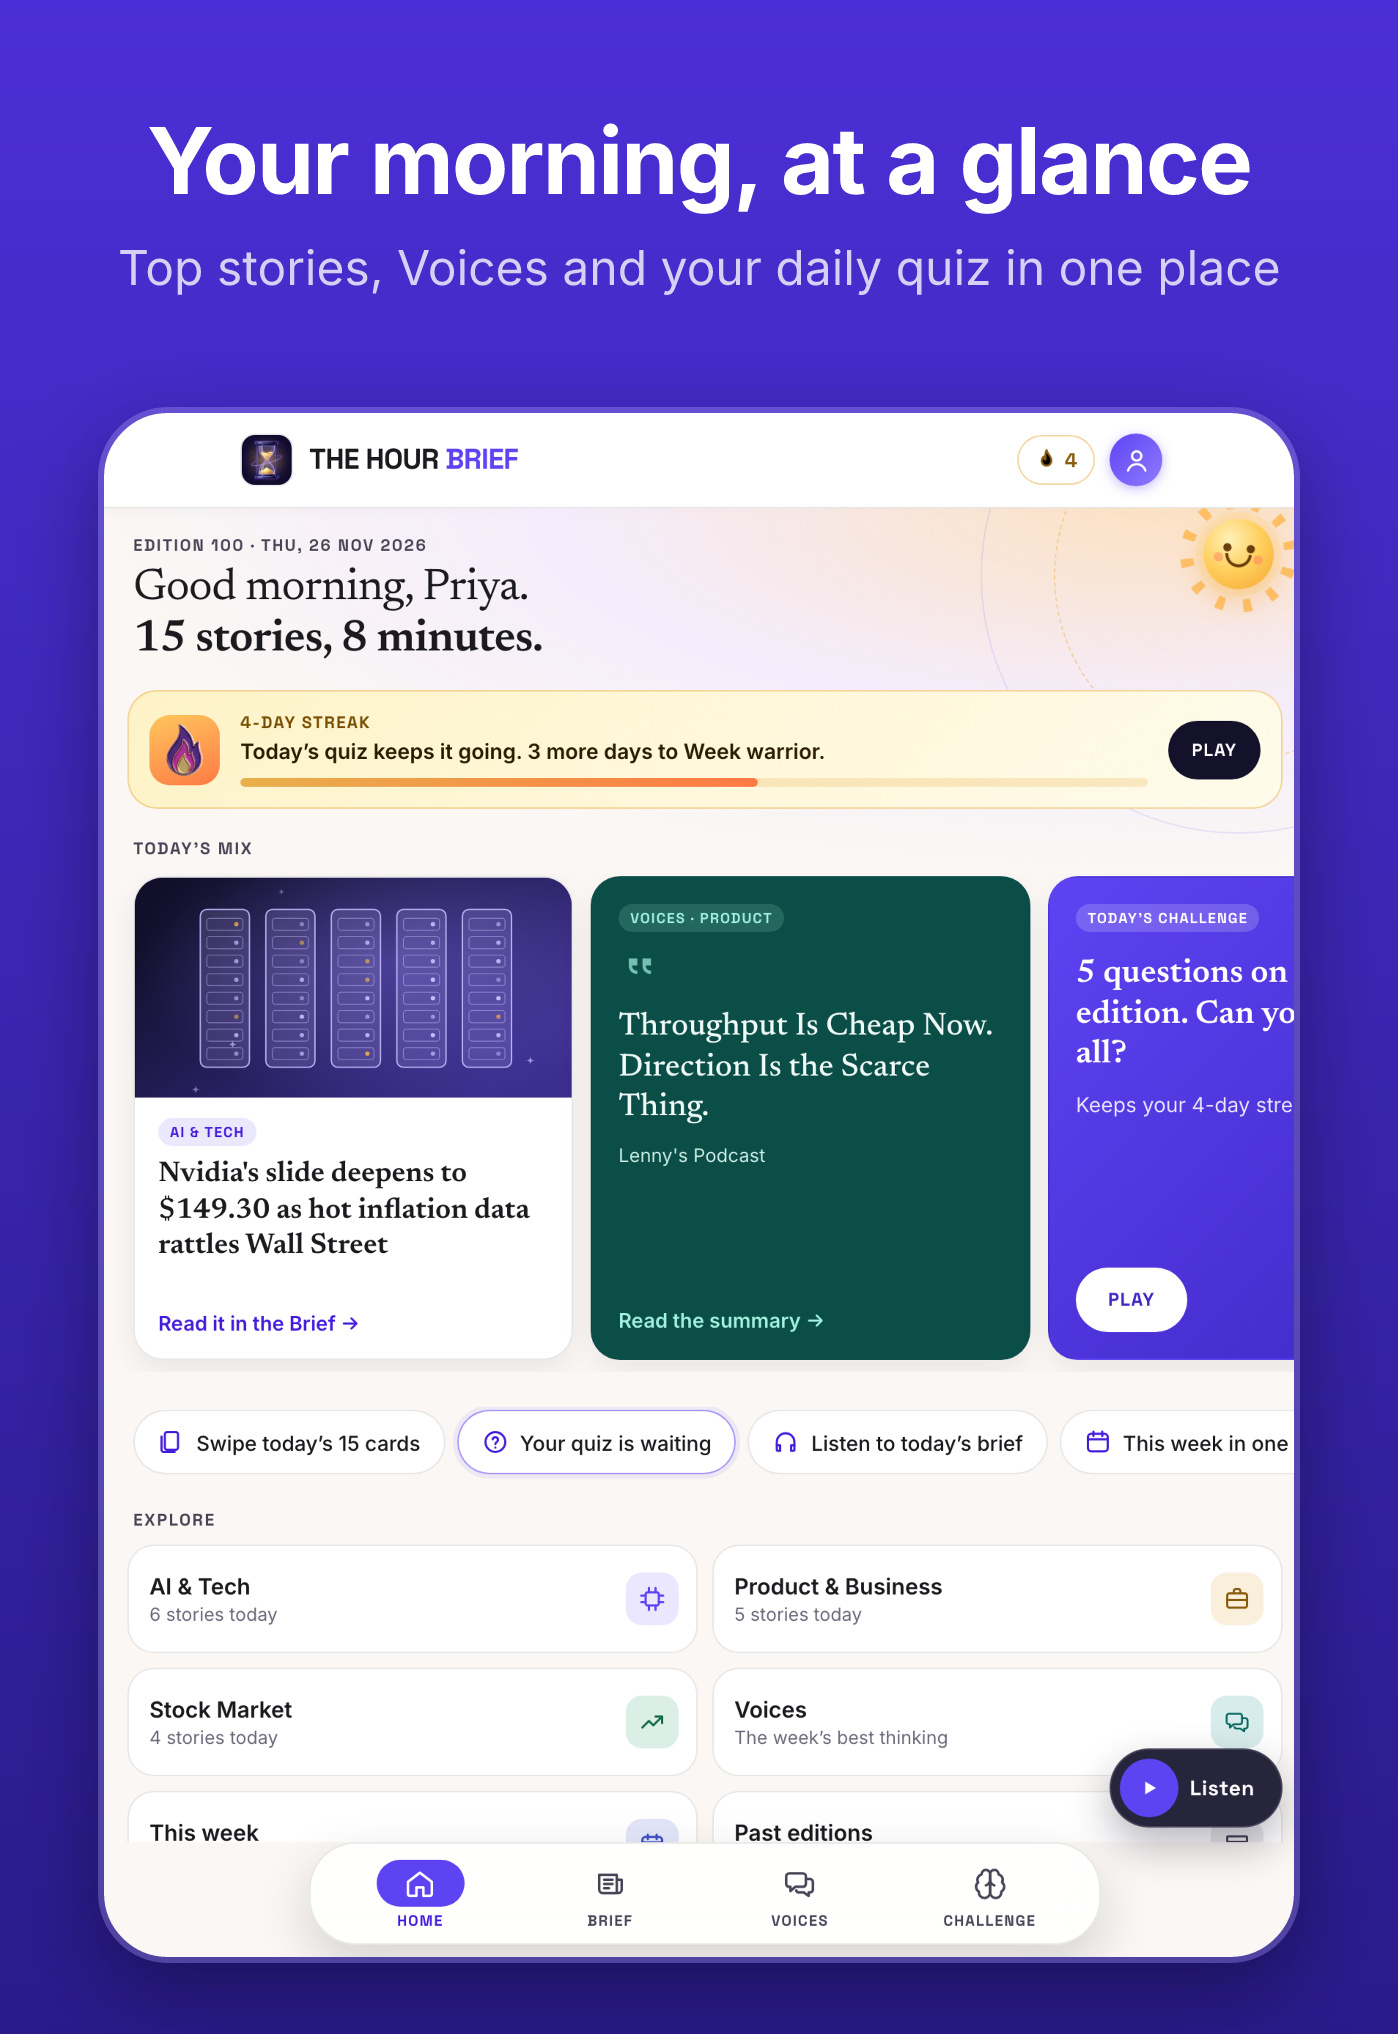 Your morning, at a glance
Top stories, Voices and your daily quiz in one place
THE HOUR BRIEF
4
EDITION 100 · THU, 26 NOV 2026
Good morning, Priya.
15 stories, 8 minutes.
4-DAY STREAK
Today’s quiz keeps it going. 3 more days to Week warrior.
PLAY
TODAY’S MIX
AI & TECH
Nvidia's slide deepens to
$149.30 as hot inflation data
rattles Wall Street
Read it in the Brief →
VOICES · PRODUCT
"
Throughput Is Cheap Now.
Direction Is the Scarce
Thing.
Lenny's Podcast
Read the summary →
TODAY’S CHALLENGE
5 questions on
edition. Can yo
all?
Keeps your 4-day stre
PLAY
Swipe today’s 15 cards
Your quiz is waiting
Listen to today’s brief
This week in one
EXPLORE
AI & Tech
6 stories today
Product & Business
5 stories today
Stock Market
4 stories today
Voices
The week’s best thinking
Listen
This week
Past editions
HOME
BRIEF
VOICES
CHALLENGE